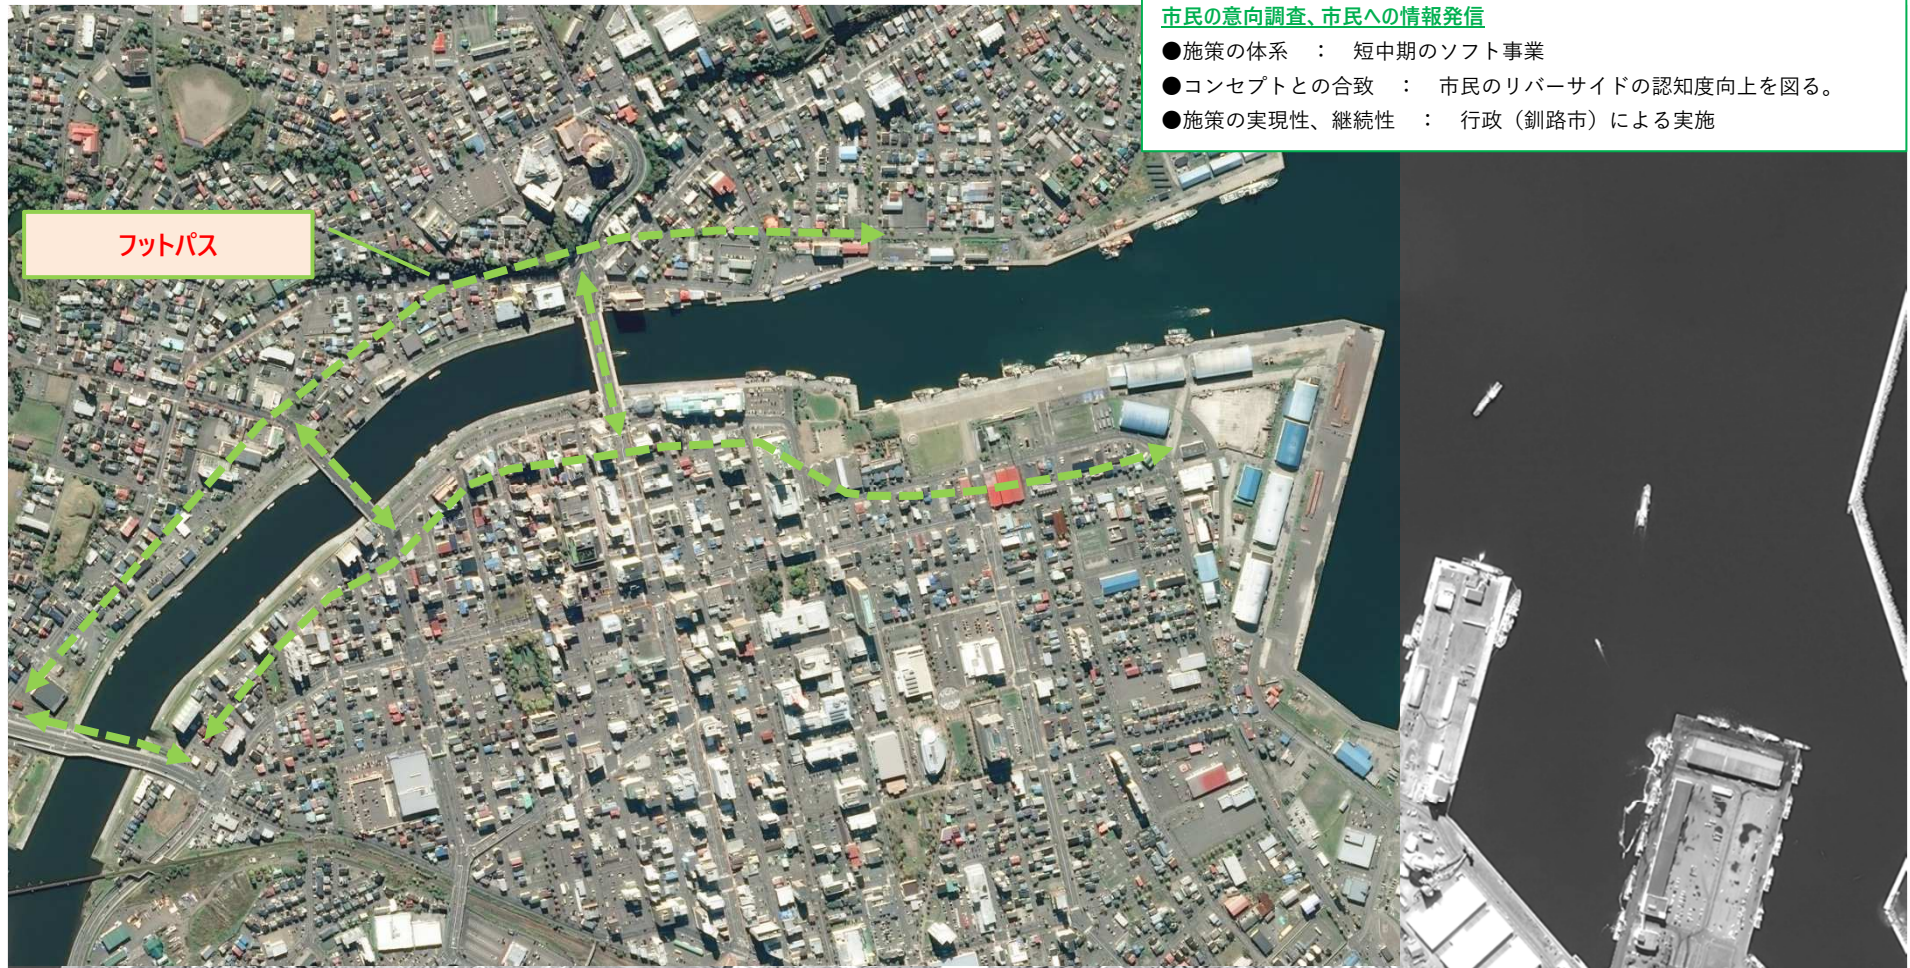 市民の意向調査、市民への情報発信
●施策の体系　：　短中期のソフト事業
●コンセプトとの合致　：　市民のリバーサイドの認知度向上を図る。
●施策の実現性、継続性　：　行政（釧路市）による実施
フットパス